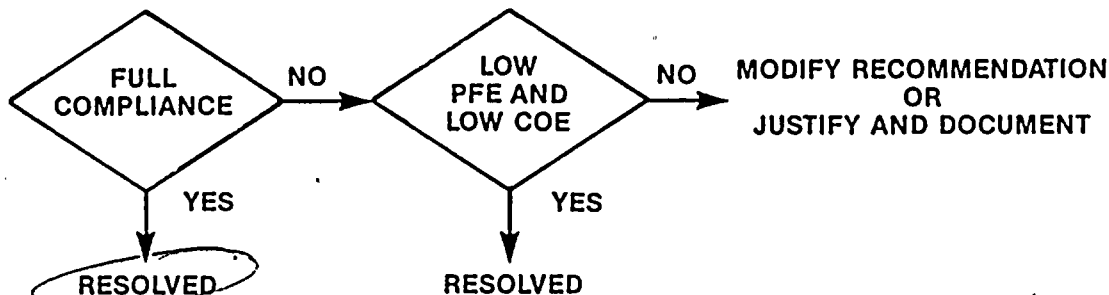 FULL
COMPLIANCE
NO
LOW
PFE AND
LOW COE
NO
MODIFY RECOMMENDATION
OR
JUSTIFY AND DOCUMENT
YES
RESOLVED
YES
RESOLVED